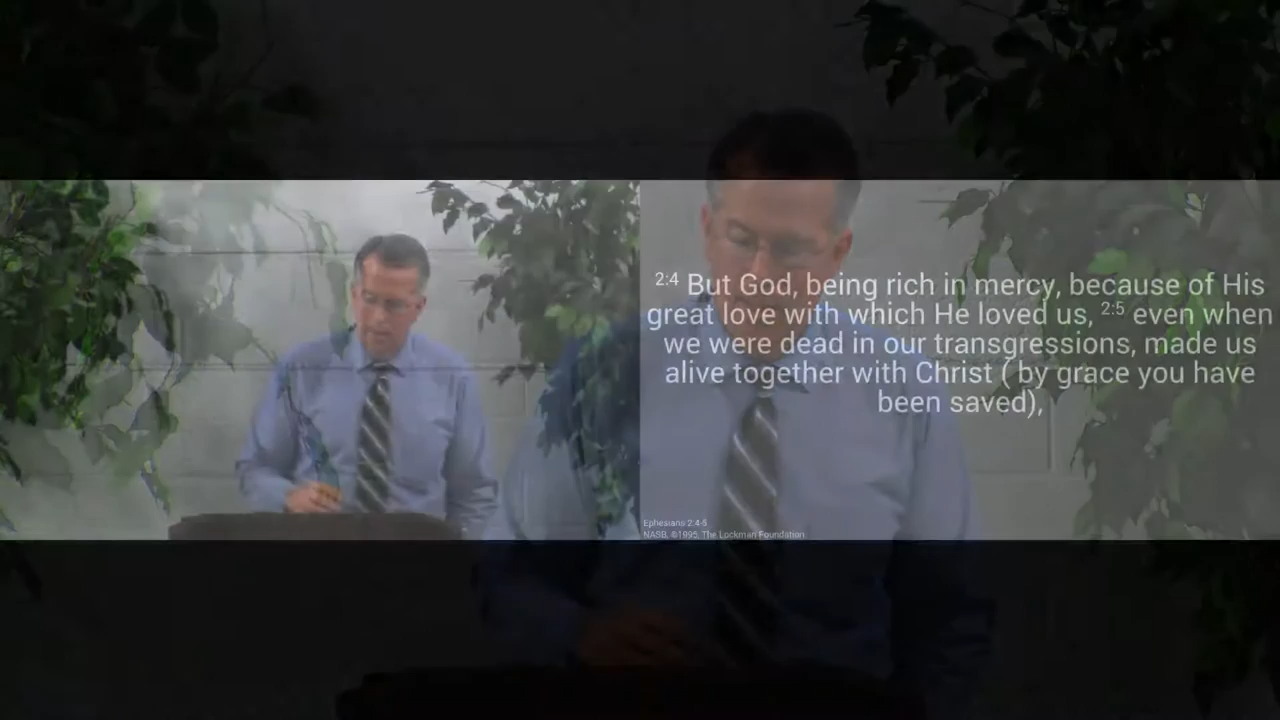 2:4 But God, being rich in mercy, because of His
great love with which He loved us, 2:5 even when
we were dead in our transgressions, made us
alive together with Christ ( by grace you have
been saved),
Ephesians 2:4-5
NASB, ©1995, The Lockman Foundation